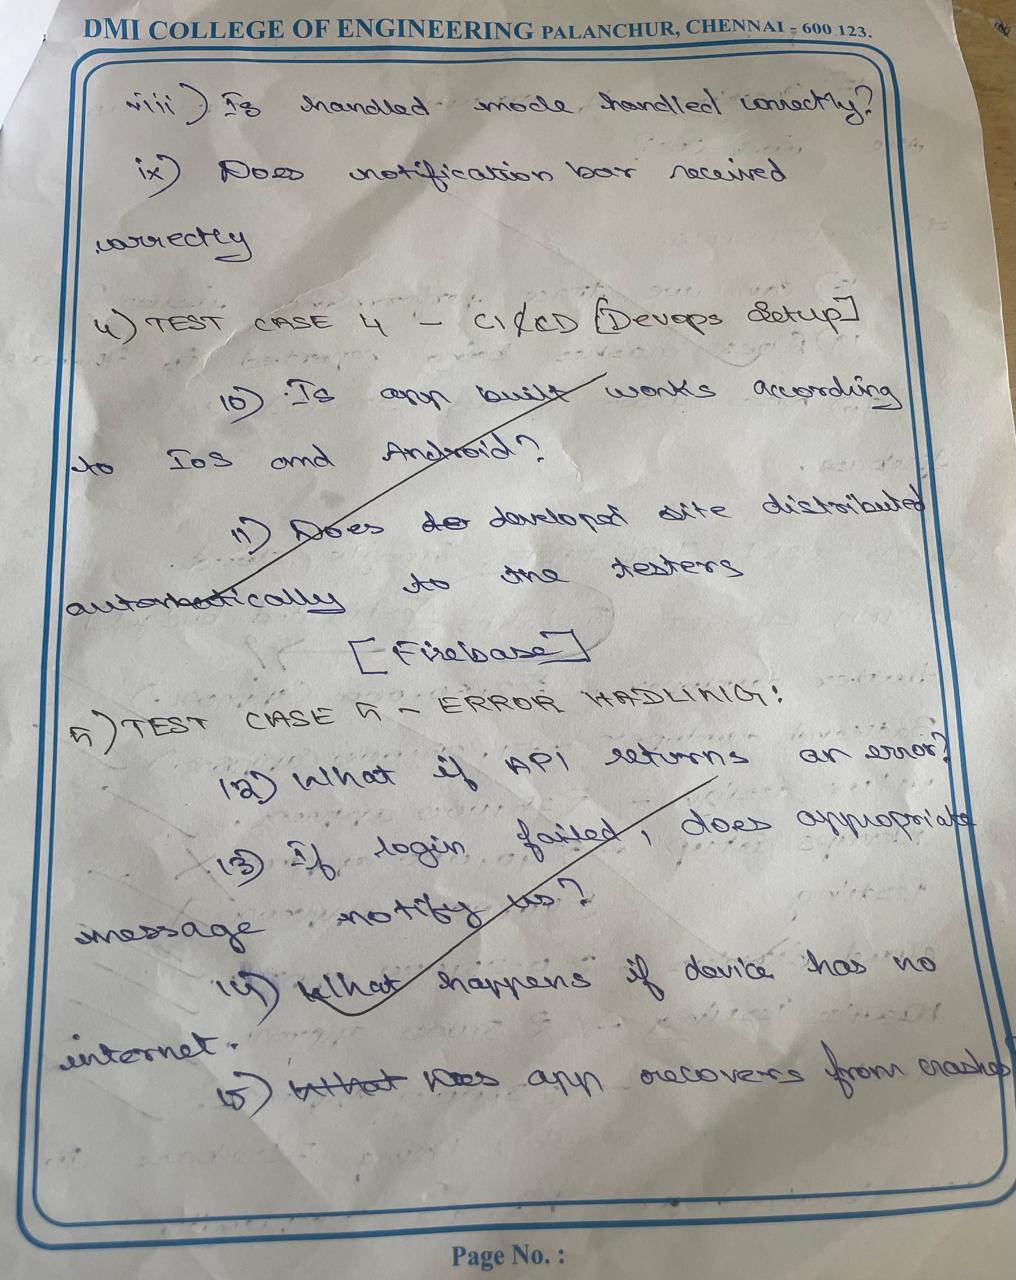 DMI COLLEGE OF ENGINEERING PALANCHUR, CHENNAI - 600 123.
viii) Is handled mode handled correctly?
ix) Does notification bar received
correctly
4) TEST CASE 4 - CI/CD [Devops Setup]
10) Is app built works according
to IOS and Android?
11) Does developer site distributed
automatically to the testers
[Firebase]
5) TEST CASE 5 - ERROR HADLING:
12) What if API returns an error?
13) If login failed, does appropriate
message notify us?
14) What happens if device has no
internet.
15) What Does app recovers from crashes
Page No. :